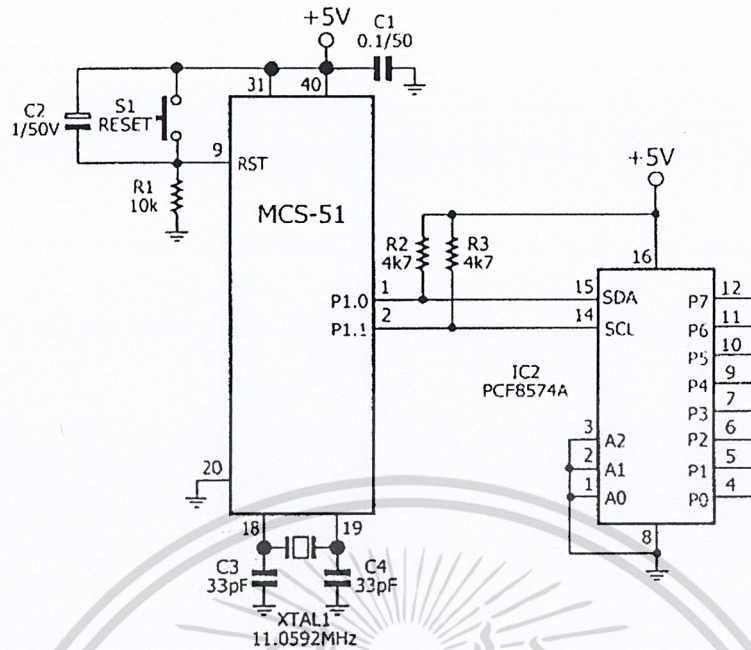 +5V
C1
0.1/50
31
40
C2
1/50V
S1
RESET
9
RST
R1
10k
MCS-51
+5V
R2
4k7
R3
4k7
16
P1.0
1
15
SDA
P7
12
P1.1
2
14
SCL
P6
11
P5
10
IC2
PCF8574A
P4
9
P3
7
3
A2
P2
6
2
A1
P1
5
1
A0
P0
4
20
8
18
19
C3
33pF
C4
33pF
XTAL1
11.0592MHz